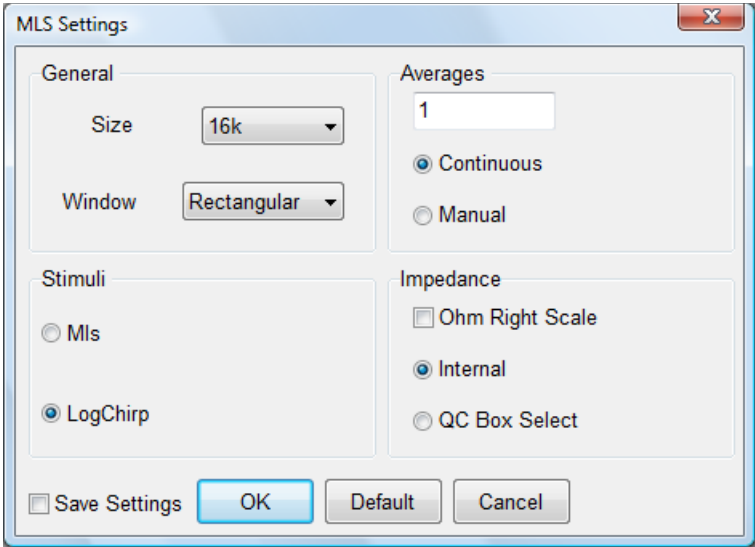 MLS Settings
General
Size 16k
Window Rectangular
Averages
1
Continuous
Manual
Stimuli
Mls
LogChirp
Impedance
Ohm Right Scale
Internal
QC Box Select
Save Settings OK Default Cancel